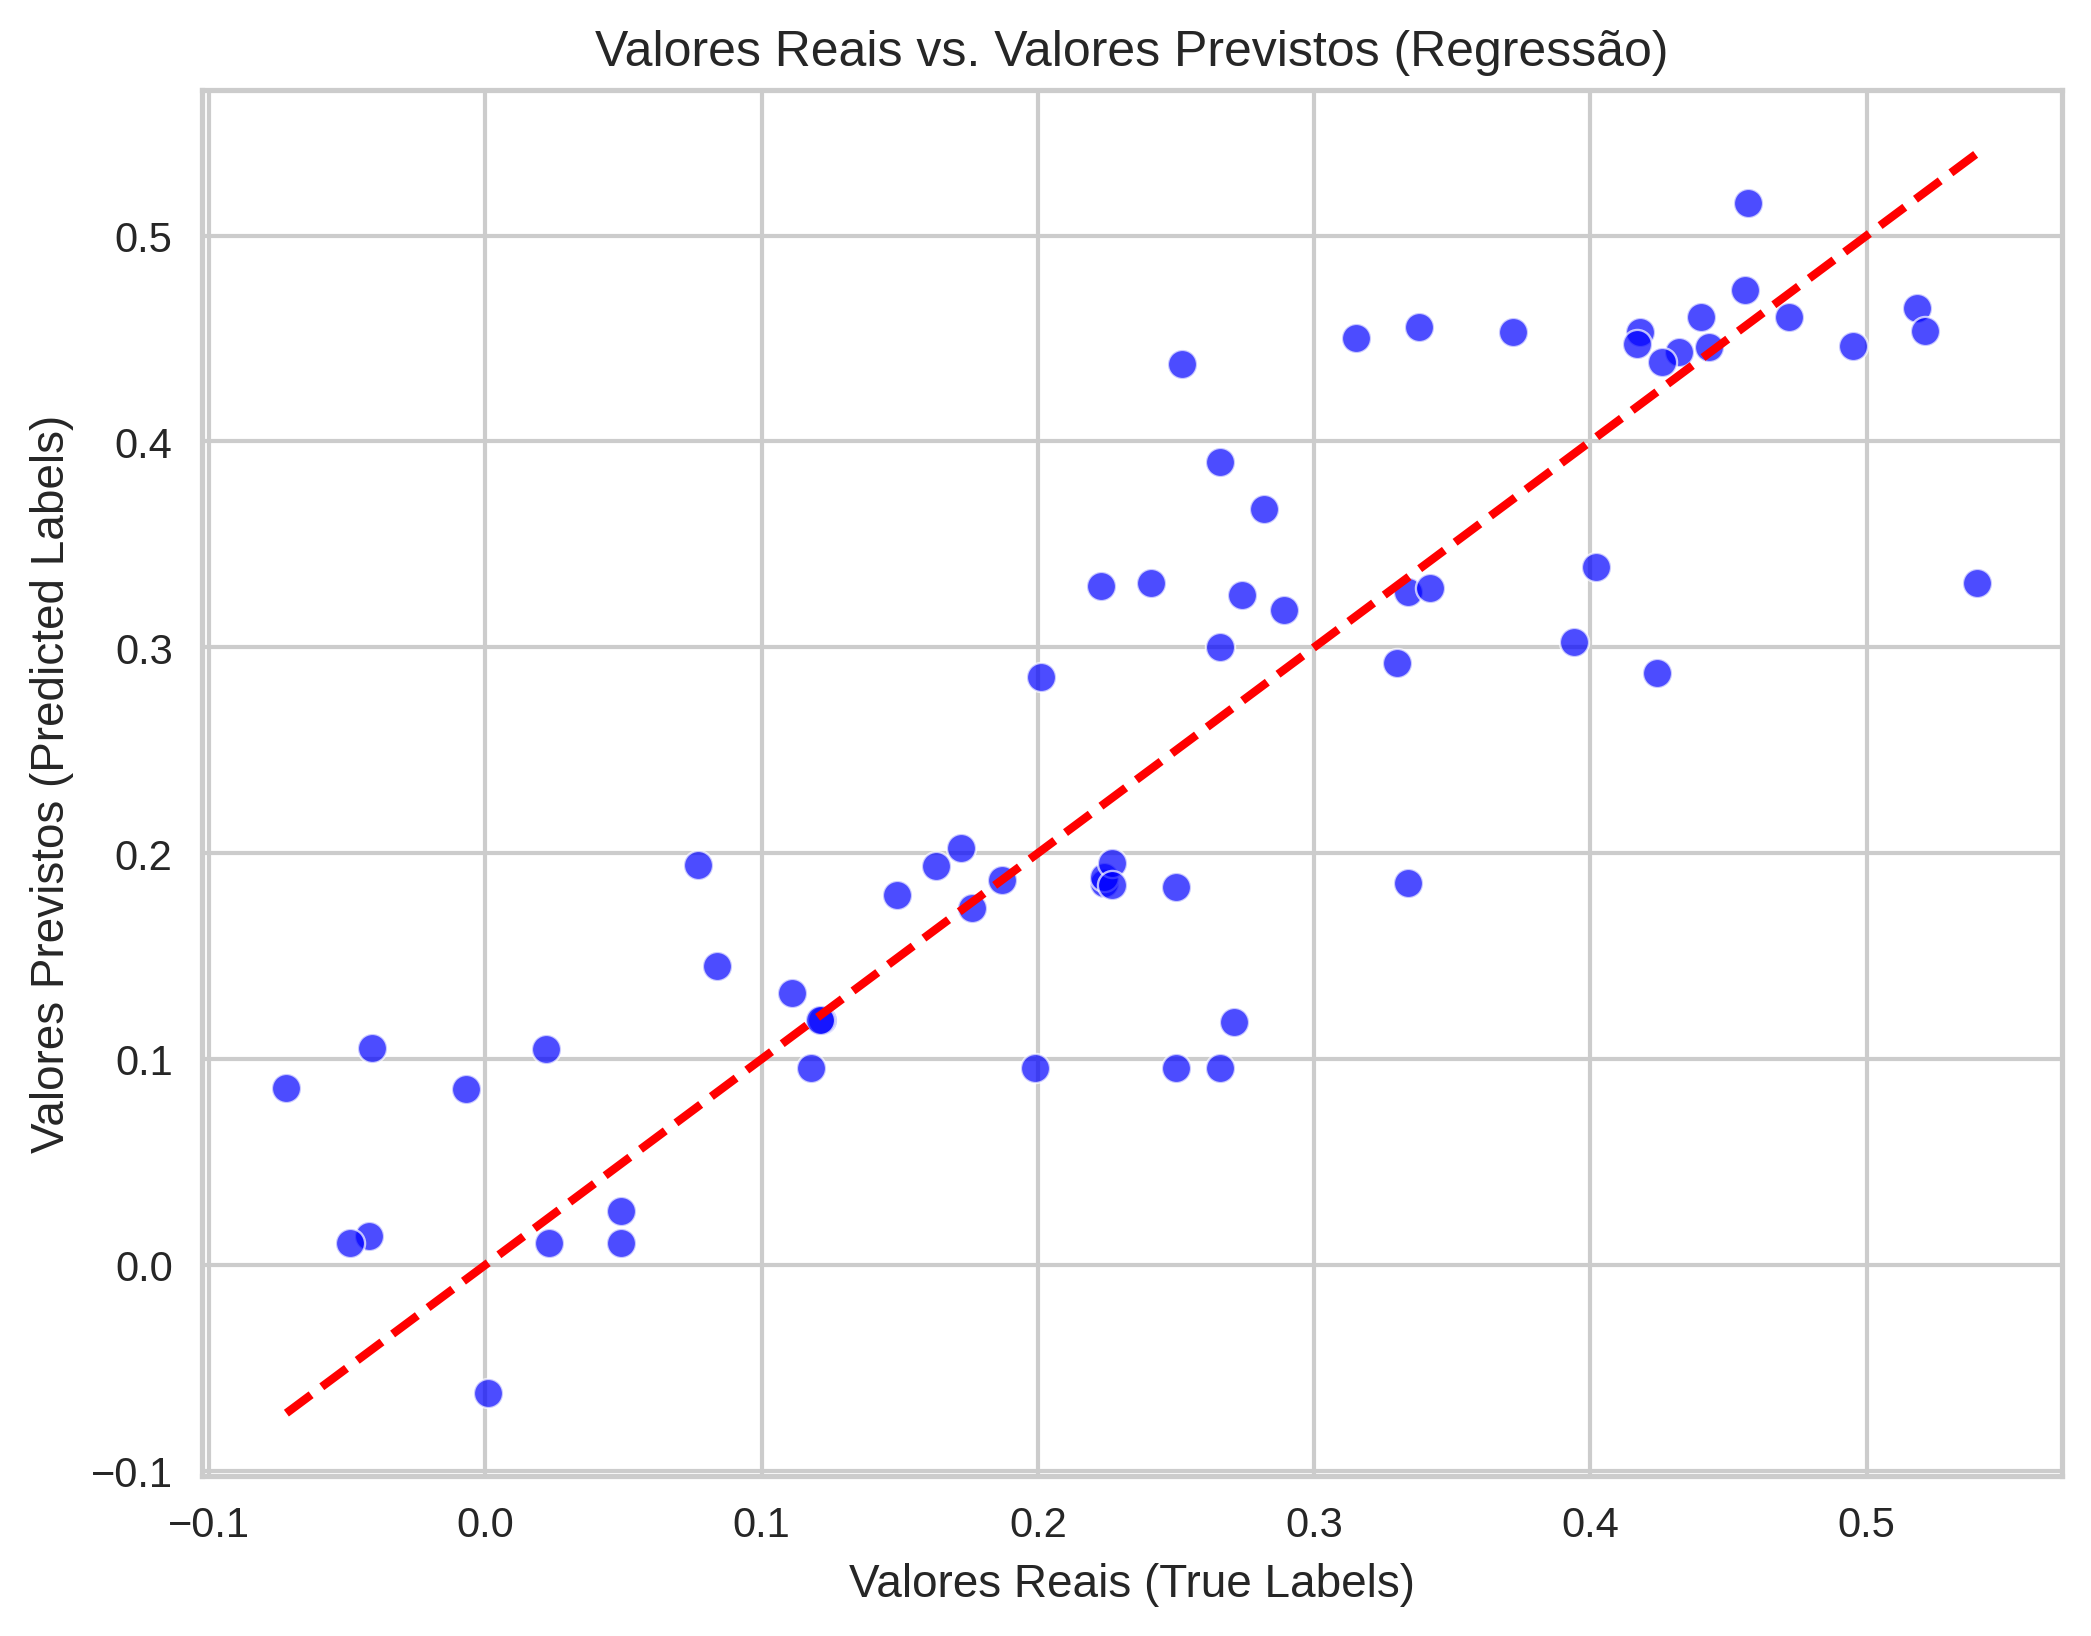 Valores Reais vs. Valores Previstos (Regressão)
Valores Previstos (Predicted Labels)
0.5
0.4
0.3
0.2
0.1
0.0
−0.1
−0.1 0.0 0.1 0.2 0.3 0.4 0.5
Valores Reais (True Labels)